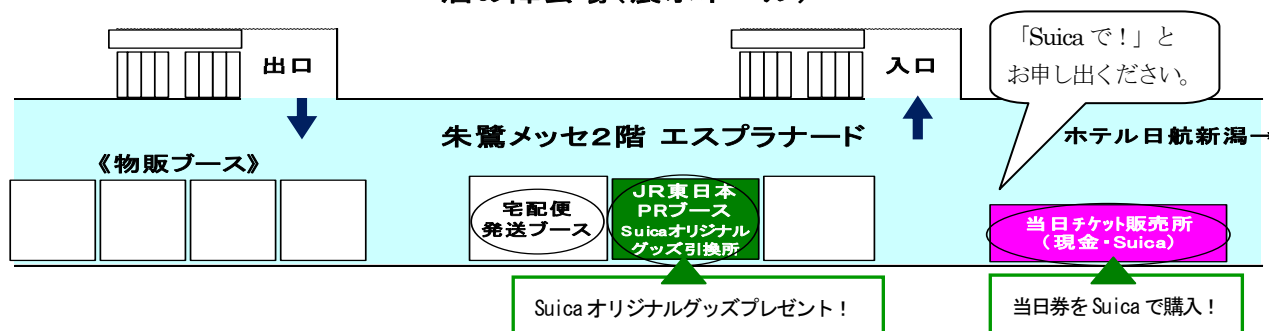 「Suicaで！」と
お申し出ください。
出口
入口
朱鷺メッセ２階 エスプラナード
ホテル日航新潟→
《物販ブース》
宅配便
発送ブース
ＪＲ東日本
ＰＲブース
Suicaオリジナル
グッズ引換所
当日チケット販売所
（現金・Suica）
Suicaオリジナルグッズプレゼント！
当日券をSuicaで購入！